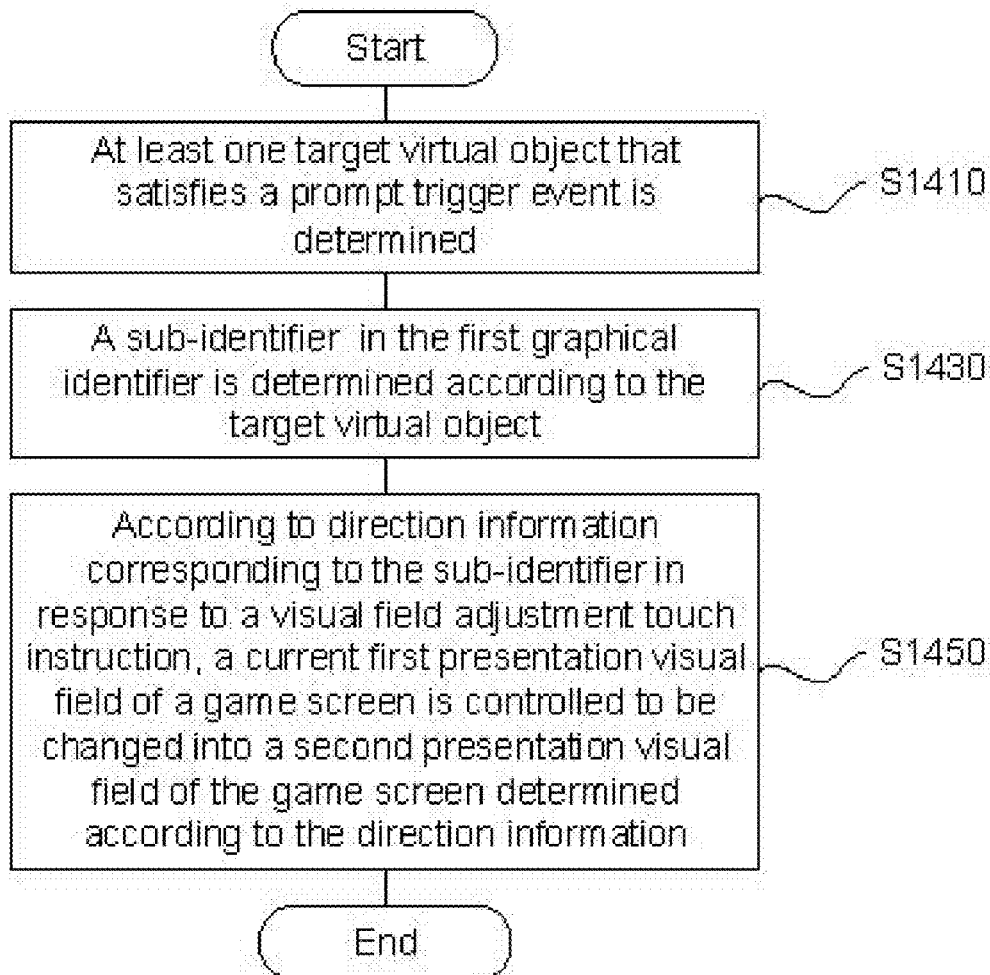 Start
At least one target virtual object that
satisfies a prompt trigger event is
determined
S1410
A sub-identifier in the first graphical
identifier is determined according to the
target virtual object
S1430
According to direction information
corresponding to the sub-identifier in
response to a visual field adjustment touch
instruction, a current first presentation visual
field of a game screen is controlled to be
changed into a second presentation visual
field of the game screen determined
according to the direction information
S1450
End